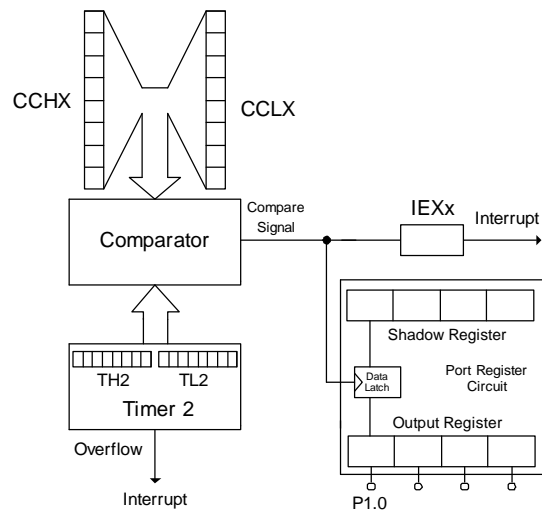 CCHX
CCLX
Comparator
Compare
Signal
IEXx
Interrupt
Shadow Register
TH2
TL2
Timer 2
Data
Latch
Port Register
Circuit
Output Register
Overflow
Interrupt
P1.0